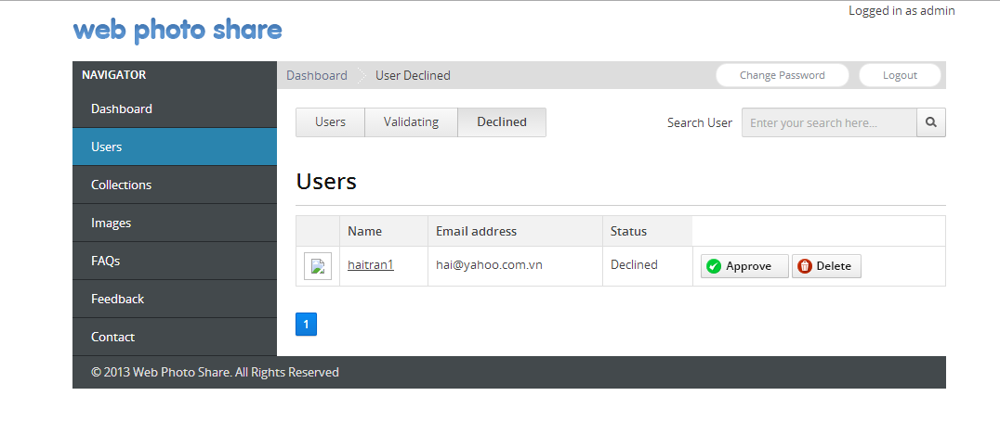 Logged in as admin
web photo share
NAVIGATOR
Dashboard
Users
Collections
Images
FAQs
Feedback
Contact
Dashboard User Declined Change Password Logout
Users Validating Declined Search User Enter your search here...
Users
Name Email address Status
haitran1 hai@yahoo.com.vn Declined Approve Delete
1
© 2013 Web Photo Share. All Rights Reserved